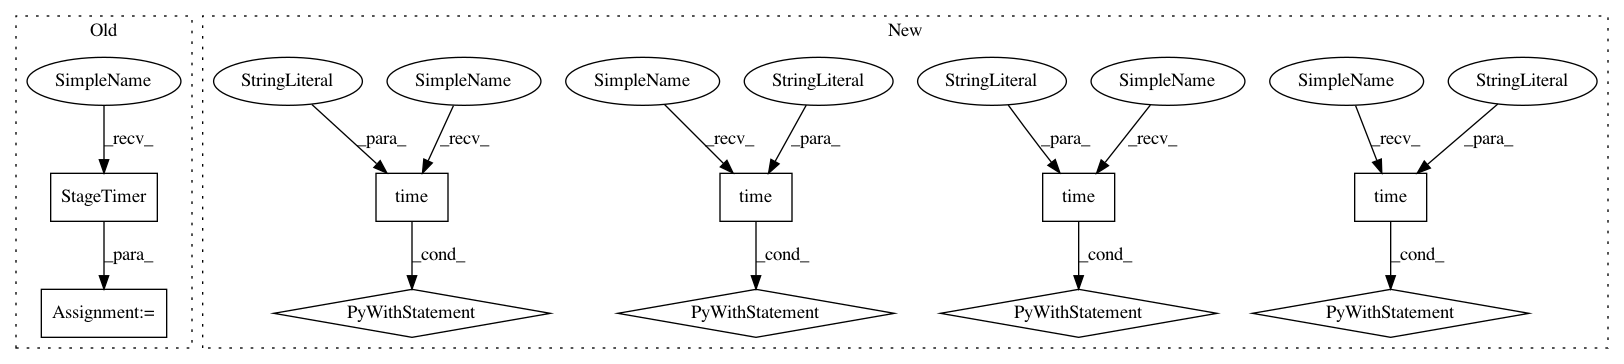 Old
New
SimpleName
StringLiteral
SimpleName
SimpleName
StringLiteral
StringLiteral
SimpleName
SimpleName
StringLiteral
_recv_
_para_
_recv_
_recv_
_para_
_para_
_recv_
_recv_
_para_
StageTimer
time
time
time
time
_para_
_cond_
_cond_
_cond_
_cond_
Assignment:=
PyWithStatement
PyWithStatement
PyWithStatement
PyWithStatement